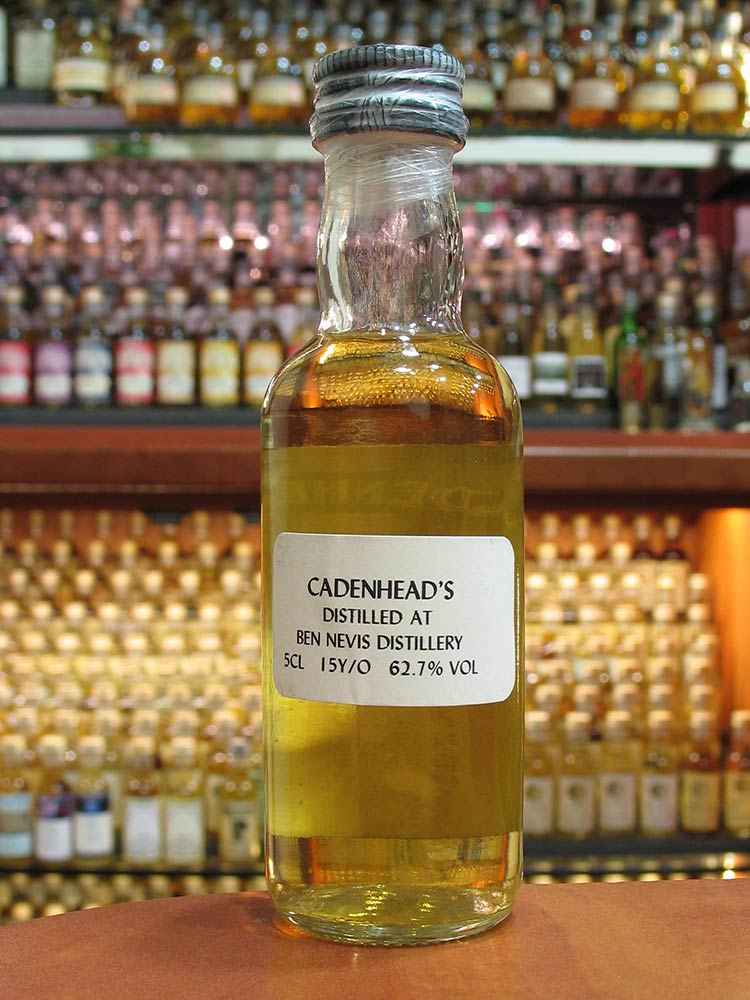 CADENHEAD'S
DISTILLED AT
BEN NEVIS DISTILLERY
5CL 15Y/O 62.7% VOL